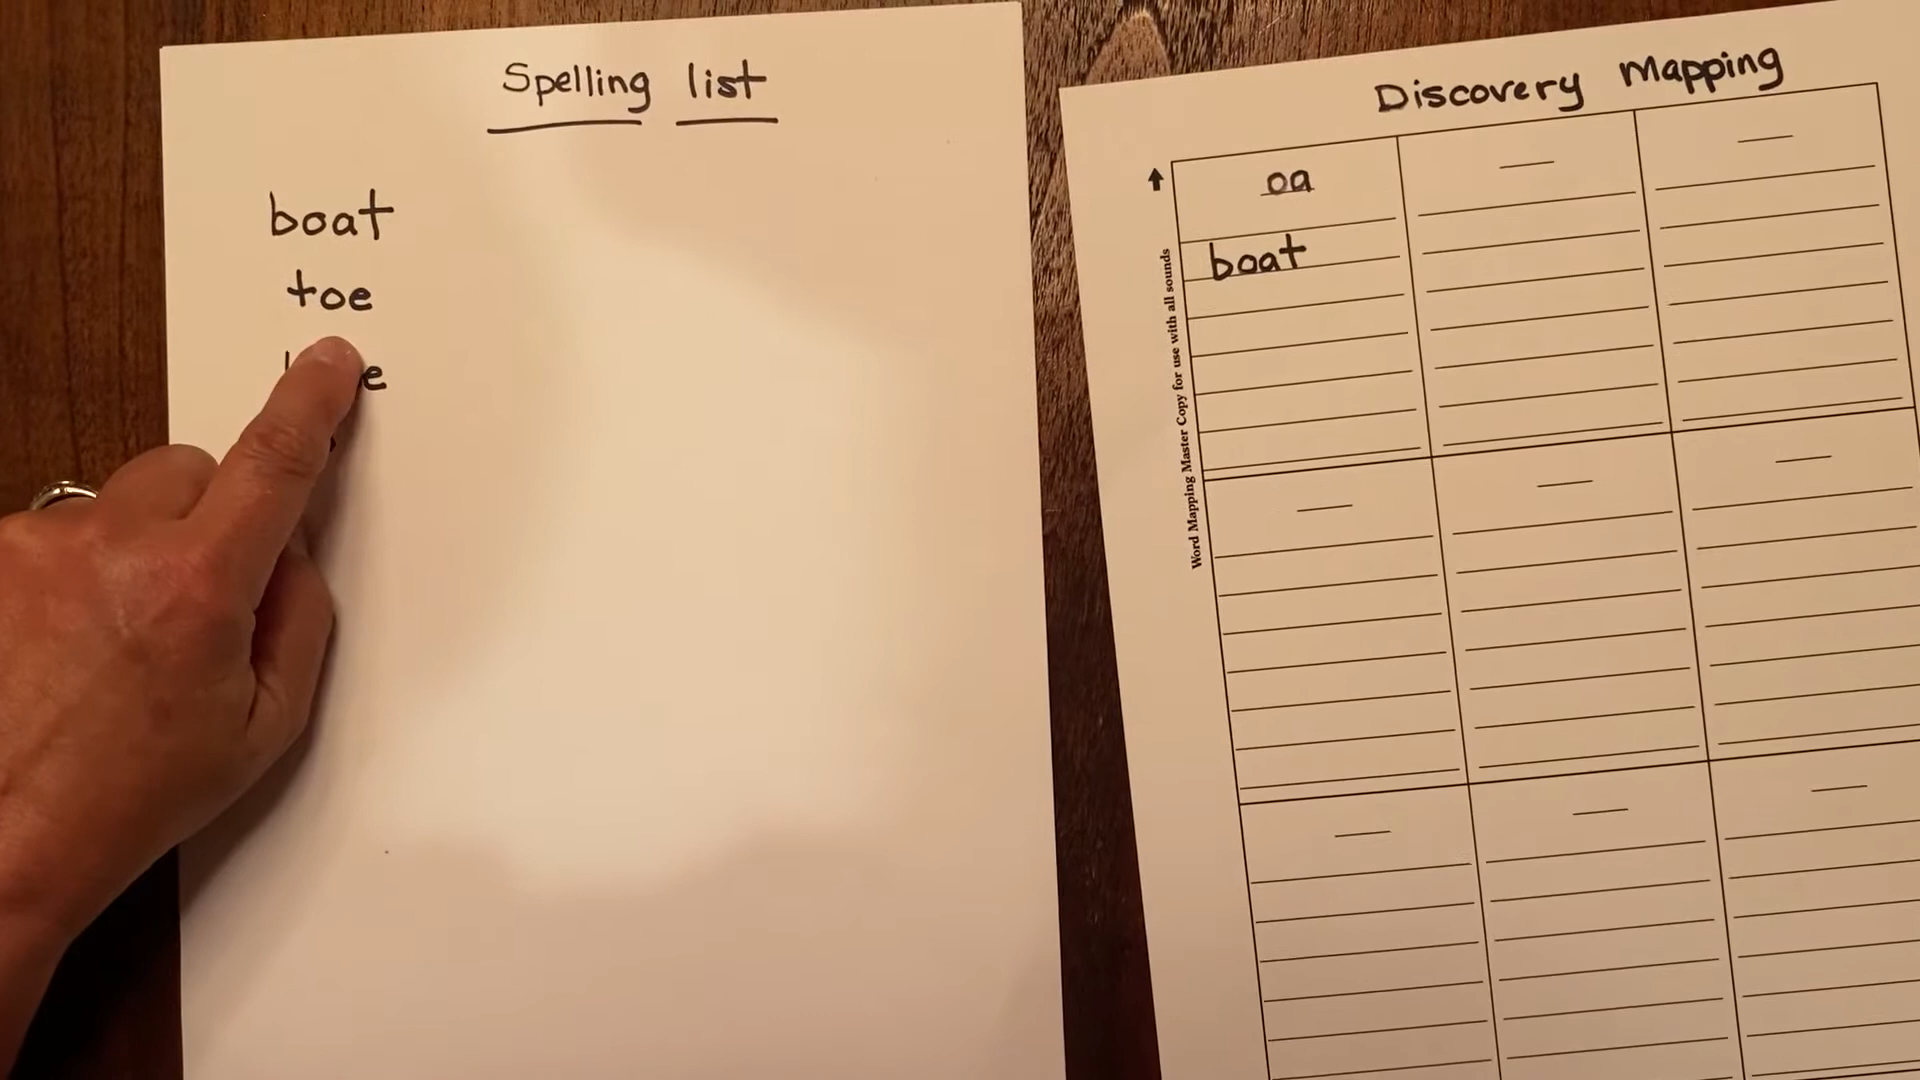 Spelling list
boat
toe
Discovery Mapping
oa
boat
Word Mapping Master Copy for use with all sounds